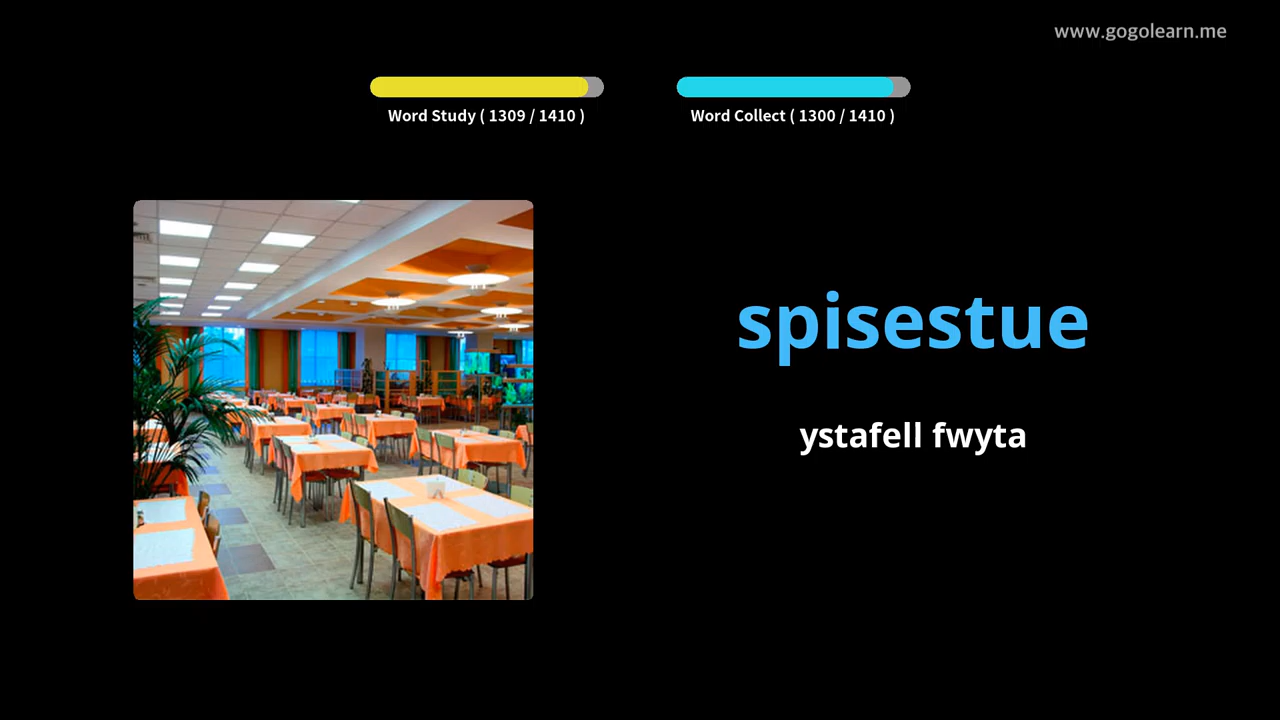 www.gogolearn.me
Word Study ( 1309 / 1410 )
Word Collect ( 1300 / 1410 )
spisestue
ystafell fwyta